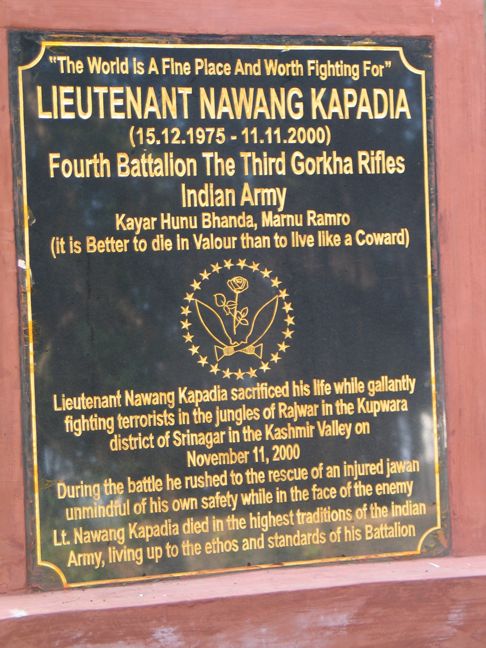 "The World is A Fine Place And Worth Fighting For"
LIEUTENANT NAWANG KAPADIA
(15.12.1975 - 11.11.2000)
Fourth Battalion The Third Gorkha Rifles
Indian Army
Kayar Hunu Bhanda, Marnu Ramro
(it is Better to die in Valour than to live like a Coward)
Lieutenant Nawang Kapadia sacrificed his life while gallantly
fighting terrorists in the jungles of Rajwar in the Kupwara
district of Srinagar in the Kashmir Valley on
November 11, 2000
During the battle he rushed to the rescue of an injured jawan
unmindful of his own safety while in the face of the enemy
Lt. Nawang Kapadia died in the highest traditions of the Indian
Army, living up to the ethos and standards of his Battalion